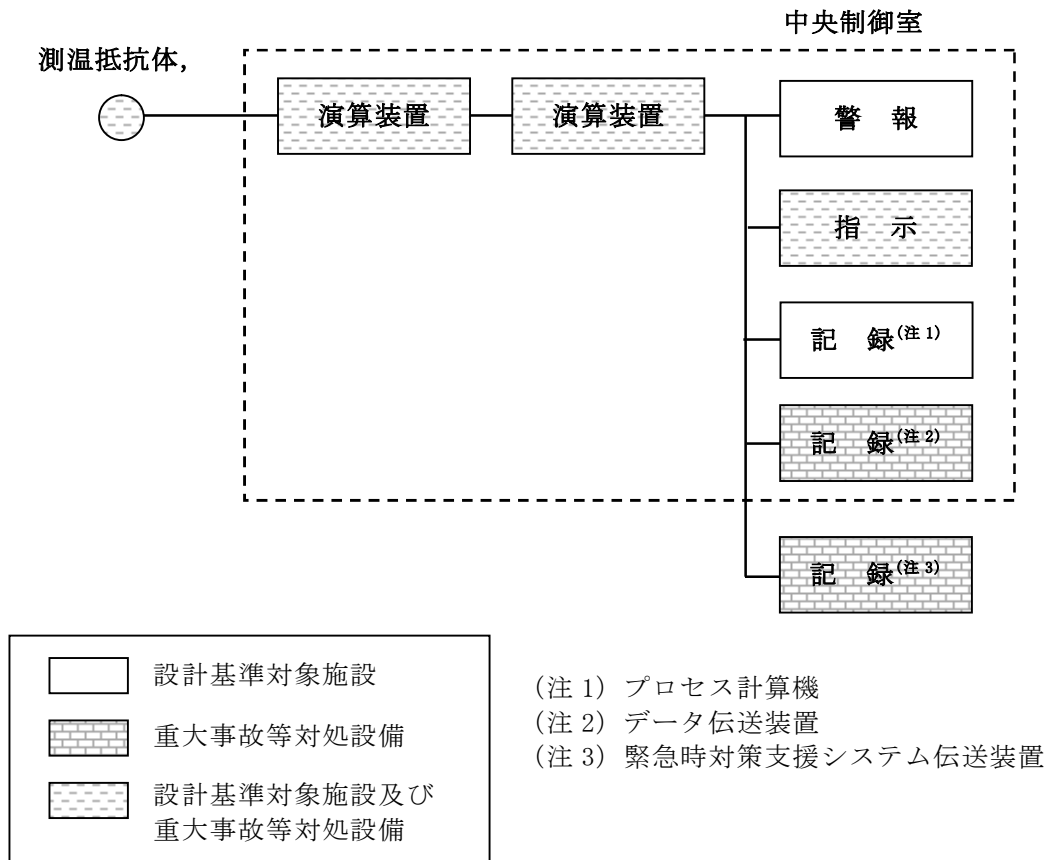 中央制御室
測温抵抗体,
演算装置
演算装置
警 報
指 示
記 録(注 1)
記 録(注 2)
記 録(注 3)
設計基準対象施設
重大事故等対処設備
設計基準対象施設及び
重大事故等対処設備
(注 1) プロセス計算機
(注 2) データ伝送装置
(注 3) 緊急時対策支援システム伝送装置